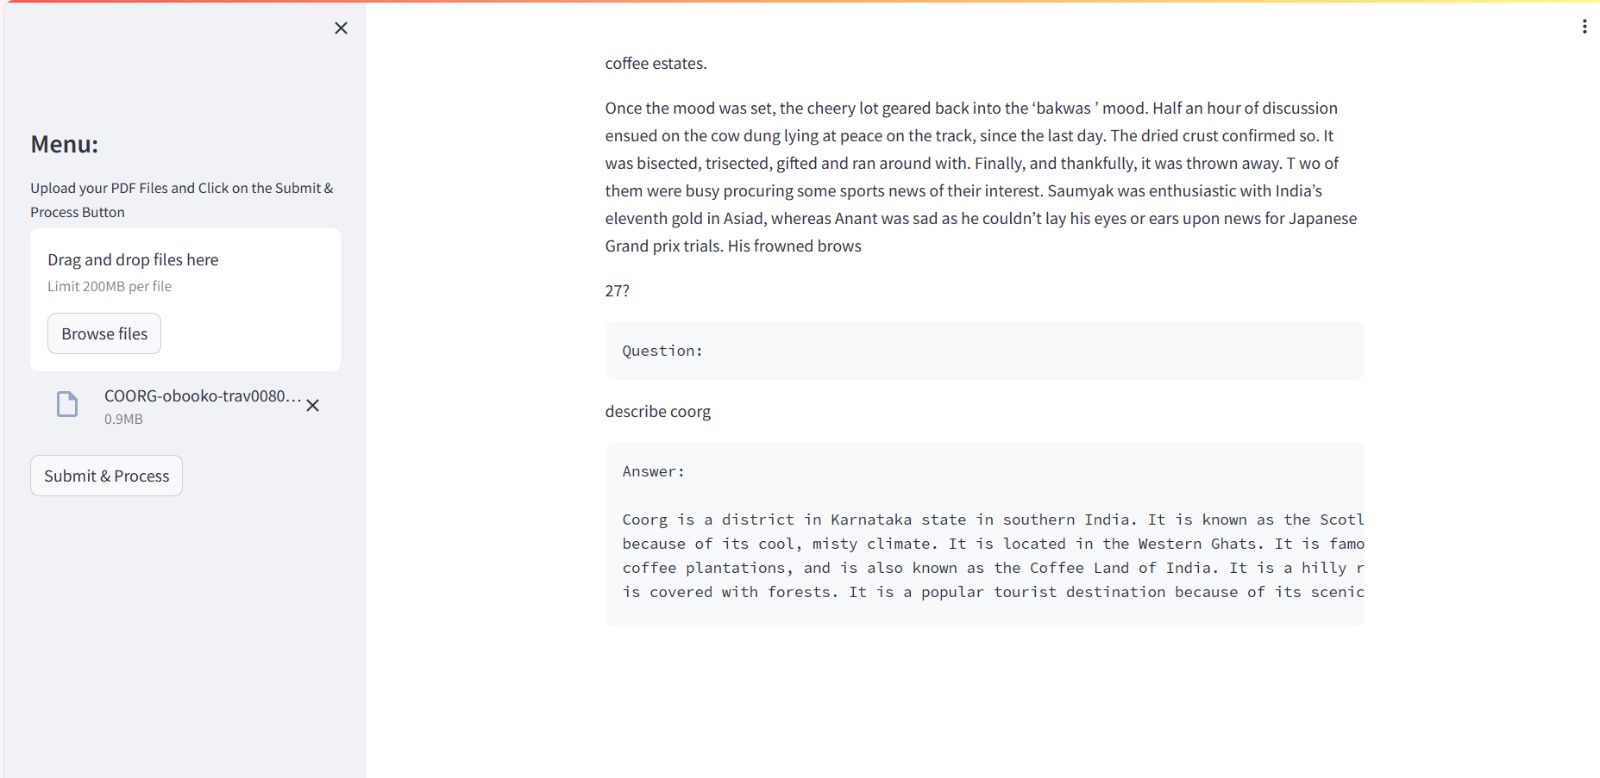 Menu:
Upload your PDF Files and Click on the Submit &
Process Button
Drag and drop files here
Limit 200MB per file
Browse files
COORG-obooko-trav0080...
0.9MB
Submit & Process
coffee estates.
Once the mood was set, the cheery lot geared back into the ‘bakwas ’ mood. Half an hour of discussion
ensued on the cow dung lying at peace on the track, since the last day. The dried crust confirmed so. It
was bisected, trisected, gifted and ran around with. Finally, and thankfully, it was thrown away. T wo of
them were busy procuring some sports news of their interest. Saumyak was enthusiastic with India’s
eleventh gold in Asiad, whereas Anant was sad as he couldn’t lay his eyes or ears upon news for Japanese
Grand prix trials. His frowned brows
27?
Question:
describe coorg
Answer:
Coorg is a district in Karnataka state in southern India. It is known as the Scotl
because of its cool, misty climate. It is located in the Western Ghats. It is famo
coffee plantations, and is also known as the Coffee Land of India. It is a hilly r
is covered with forests. It is a popular tourist destination because of its scenic